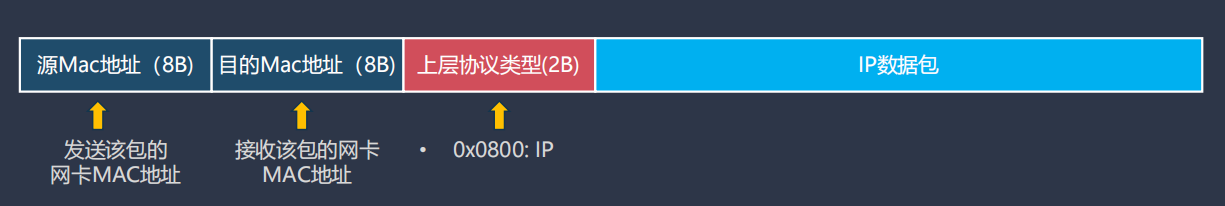 源Mac地址（8B)
目的Mac地址（8B)
上层协议类型(2B)
IP数据包
发送该包的
网卡MAC地址
接收该包的网卡
MAC地址
• 0x0800: IP